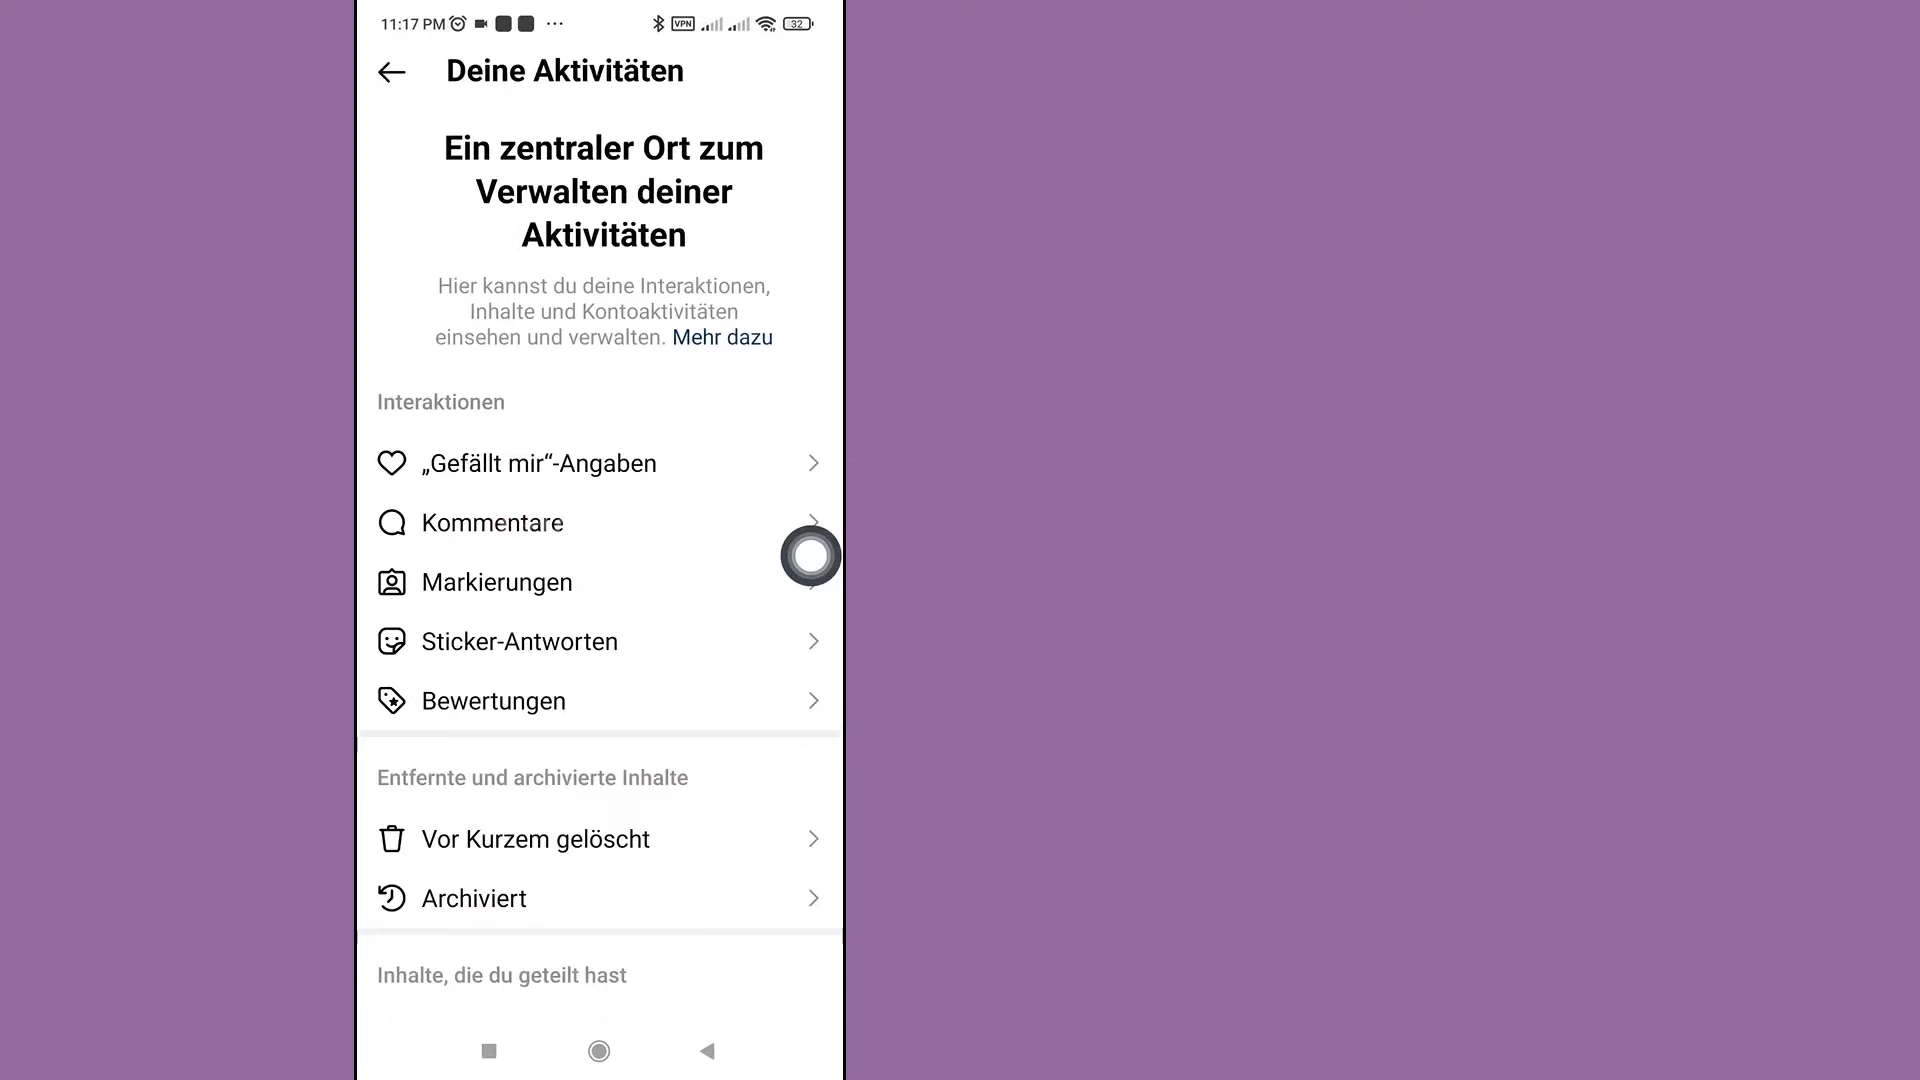 11:17 PM
VPN
32
Deine Aktivitäten
Ein zentraler Ort zum
Verwalten deiner
Aktivitäten
Hier kannst du deine Interaktionen,
Inhalte und Kontoaktivitäten
einsehen und verwalten. Mehr dazu
Interaktionen
„Gefällt mir“-Angaben
Kommentare
Markierungen
Sticker-Antworten
Bewertungen
Entfernte und archivierte Inhalte
Vor Kurzem gelöscht
Archiviert
Inhalte, die du geteilt hast